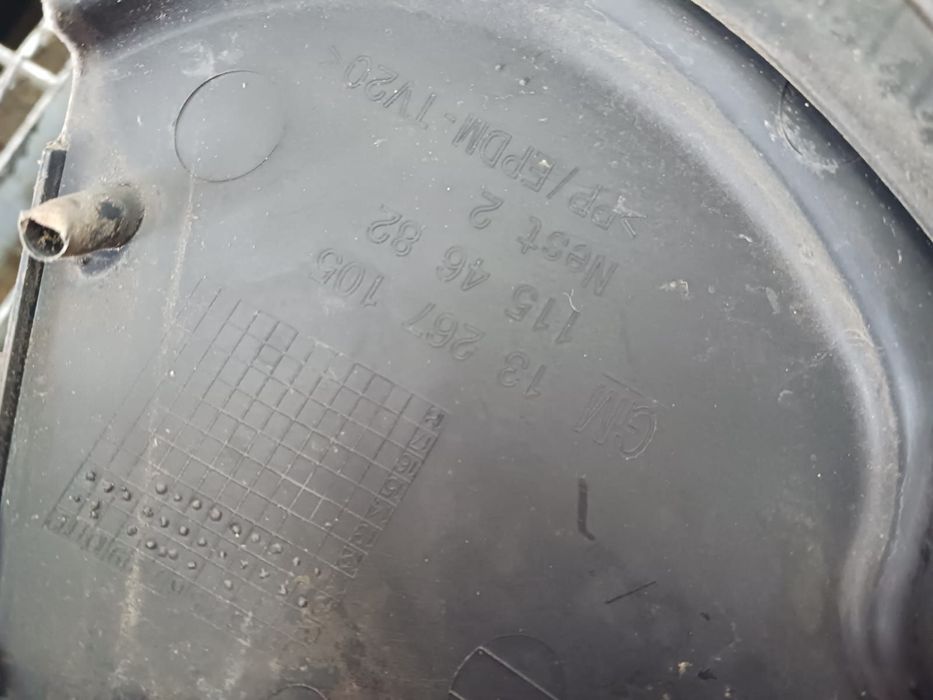 GM
13 267 105
115 46 82
Nest 2
>PP/EPDM-TV20<